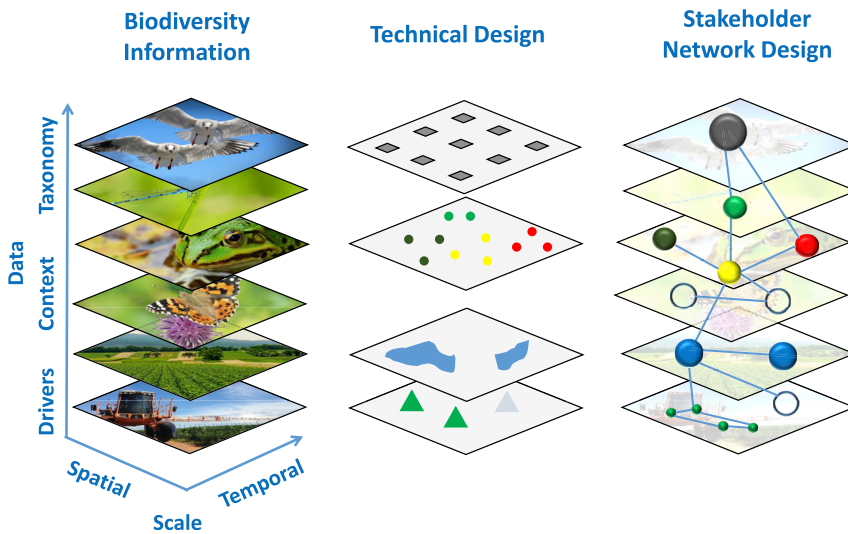 Biodiversity
Information
Technical Design
Stakeholder
Network Design
Taxonomy
Context
Drivers
Data
Spatial
Temporal
Scale